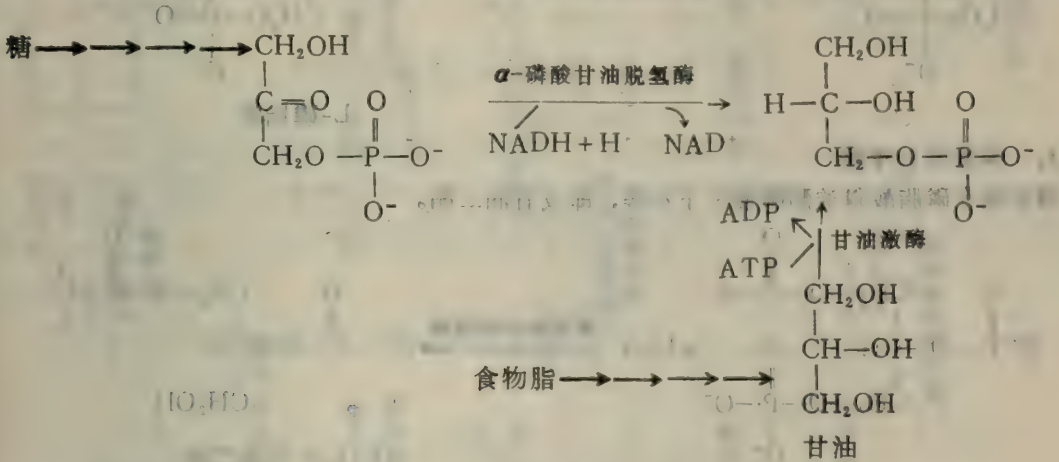 糖 CH₂OH CH₂OH
α-磷酸甘油脱氢酶
C=O O H—C—OH O
NADH + H· NAD⁺
CH₂O—P—O⁻ CH₂—O—P—O⁻
O⁻ O⁻
ADP
甘油激酶
ATP
CH₂OH
CH—OH
食物脂
CH₂OH
甘油